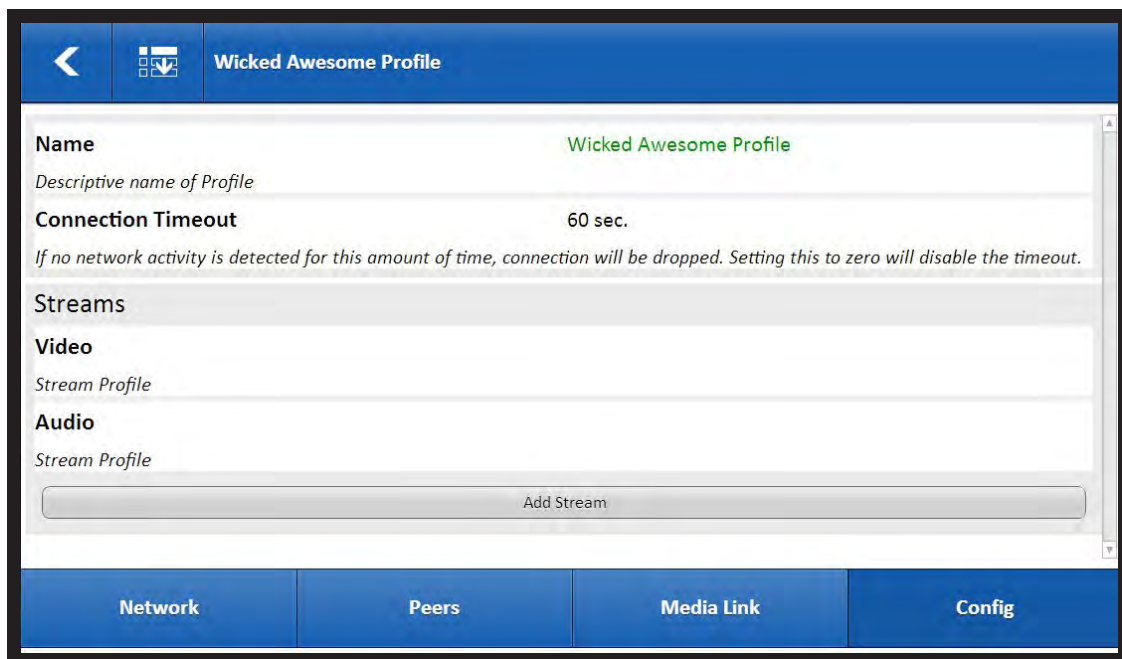 Wicked Awesome Profile
Name Wicked Awesome Profile
Descriptive name of Profile
Connection Timeout 60 sec.
If no network activity is detected for this amount of time, connection will be dropped. Setting this to zero will disable the timeout.
Streams
Video
Stream Profile
Audio
Stream Profile
Add Stream
Network Peers Media Link Config